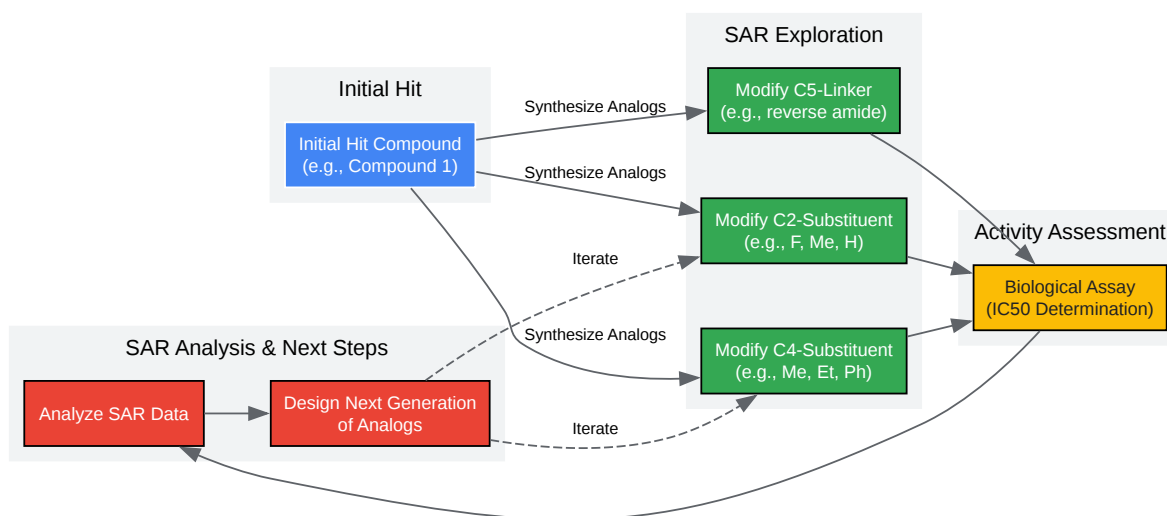 SAR Exploration
Initial Hit
Modify C5-Linker
(e.g., reverse amide)
Synthesize Analogs
Initial Hit Compound
(e.g., Compound 1)
Synthesize Analogs
Modify C2-Substituent
(e.g., F, Me, H)
Activity Assessment
Iterate
Biological Assay
(IC50 Determination)
Synthesize Analogs
SAR Analysis & Next Steps
Modify C4-Substituent
(e.g., Me, Et, Ph)
Analyze SAR Data
Design Next Generation
of Analogs
Iterate